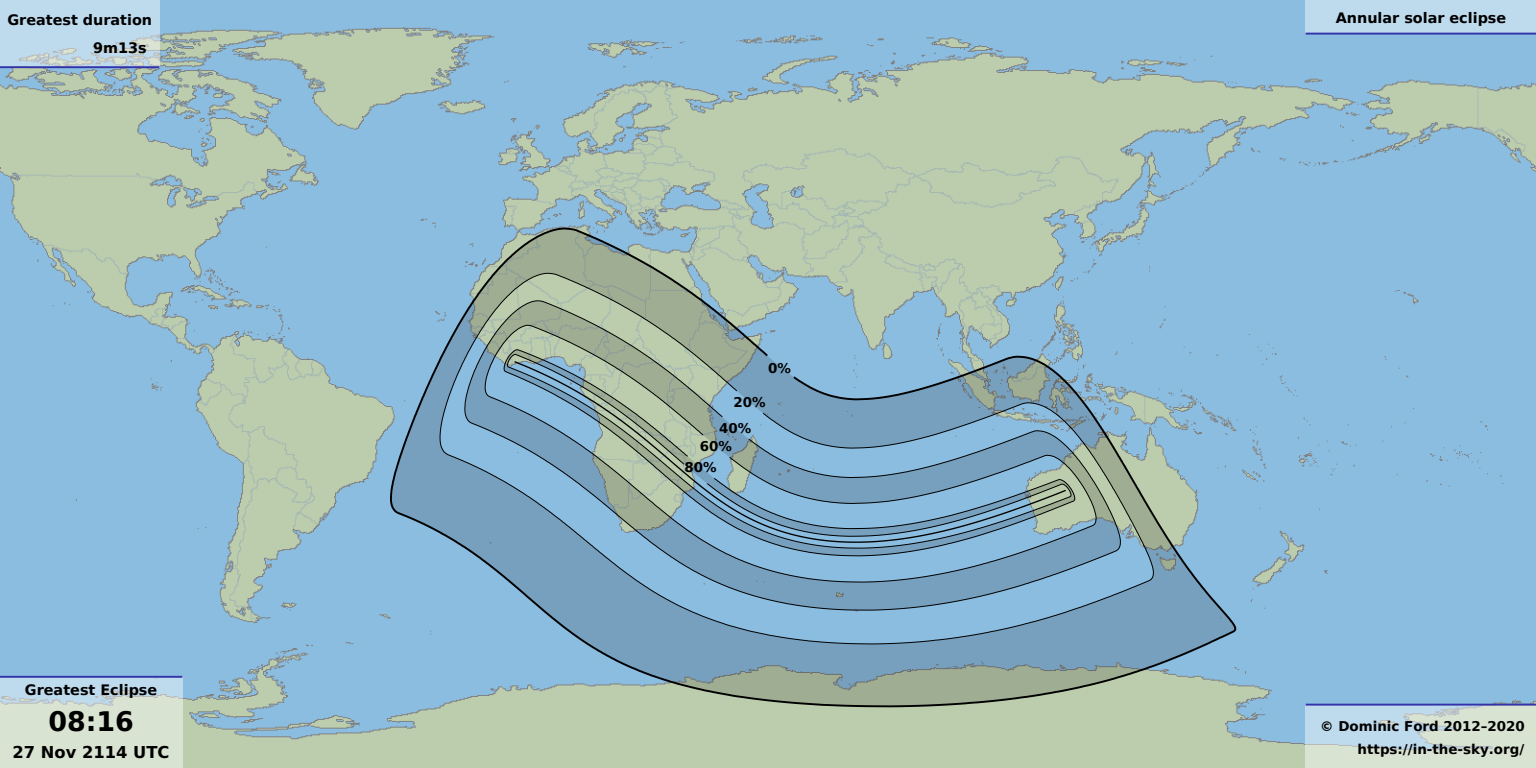 Greatest duration
9m13s
Annular solar eclipse
0%
20%
40%
60%
80%
Greatest Eclipse
08:16
27 Nov 2114 UTC
© Dominic Ford 2012–2020
https://in-the-sky.org/